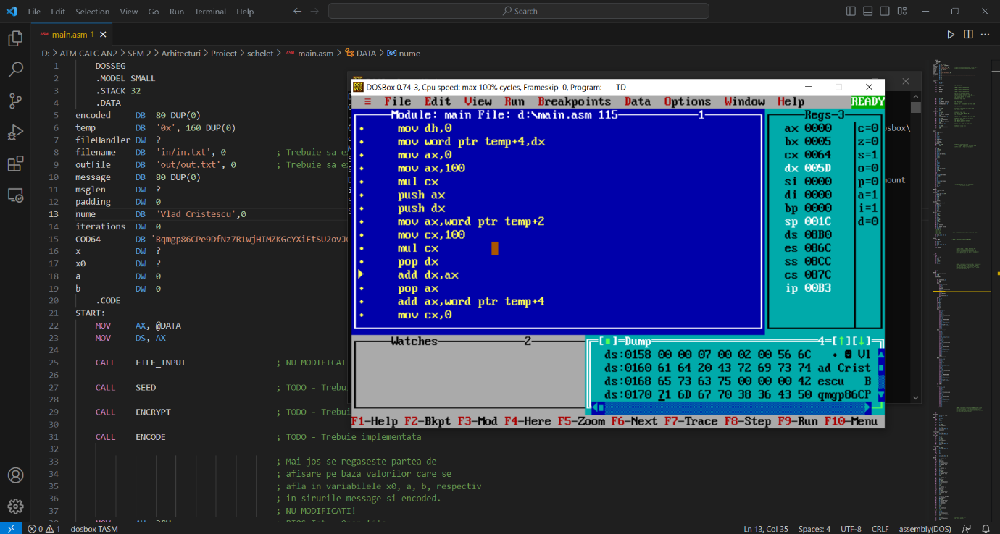 File Edit Selection View Go Run Terminal Help Search
main.asm 1
D: > ATM CALC AN2 > SEM 2 > Arhitecturi > Proiect > schelet > main.asm > DATA > nume
1 DOSSEG
2 .MODEL SMALL
3 .STACK 32
4 .DATA
5 encoded DB 80 DUP(0)
6 temp DB '0x', 160 DUP(0)
7 fileHandler DW ?
8 filename DB 'in/in.txt', 0 ; Trebuie sa
9 outfile DB 'out/out.txt', 0 ; Trebuie sa
10 message DB 80 DUP(0)
11 msglen DW ?
12 padding DW 0
13 nume DB 'Vlad Cristescu',0
14 iterations DW 0
15 COD64 DB 'Bqmgp86CPe9DfNz7R1wjHIMZKGcYXiFtSU2ovJ
16 x DW ?
17 x0 DW ?
18 a DW 0
19 b DW 0
20 .CODE
21 START:
22 MOV AX, @DATA
23 MOV DS, AX
24
25 CALL FILE_INPUT ; NU MODIFICATI
26
27 CALL SEED ; TODO - Trebui
28
29 CALL ENCRYPT ; TODO - Trebui
30
31 CALL ENCODE ; TODO - Trebuie implementata
32
33 ; Mai jos se regaseste partea de
34 ; afisare pe baza valorilor care se
35 ; afla in variabilele x0, a, b, respectiv
36 ; in sirurile message si encoded.
37 ; NU MODIFICATI!
DOSBox 0.74-3, Cpu speed: max 100% cycles, Frameskip 0, Program: TD
≡ File Edit View Run Breakpoints Data Options Window Help READY
Module: main File: d:\main.asm 115 1
mov dh,0
mov word ptr temp+4,dx
mov ax,0
mov ax,100
mul cx
push ax
push dx
mov ax,word ptr temp+2
mov cx,100
mul cx
pop dx
add dx,ax
pop ax
add ax,word ptr temp+4
mov cx,0
Regs 3
ax 0000 c=0
bx 0005 z=0
cx 0064 s=1
dx 005D o=0
si 0000 p=0
di 0000 a=1
bp 0000 i=1
sp 001C d=0
ds 08B0
es 086C
ss 08CC
cs 087C
ip 00B3
Watches 2
[■] Dump 4 [↑][↓]
ds:0158 00 00 07 00 02 00 56 6C • ◘ Vl
ds:0160 61 64 20 43 72 69 73 74 ad Crist
ds:0168 65 73 63 75 00 00 00 42 escu B
ds:0170 71 6D 67 70 38 36 43 50 qmgp86CP
F1-Help F2-Bkpt F3-Mod F4-Here F5-Zoom F6-Next F7-Trace F8-Step F9-Run F10-Menu
osbox\
ount
0 1 dosbox TASM Ln 13, Col 35 Spaces: 4 UTF-8 CRLF assembly(DOS)